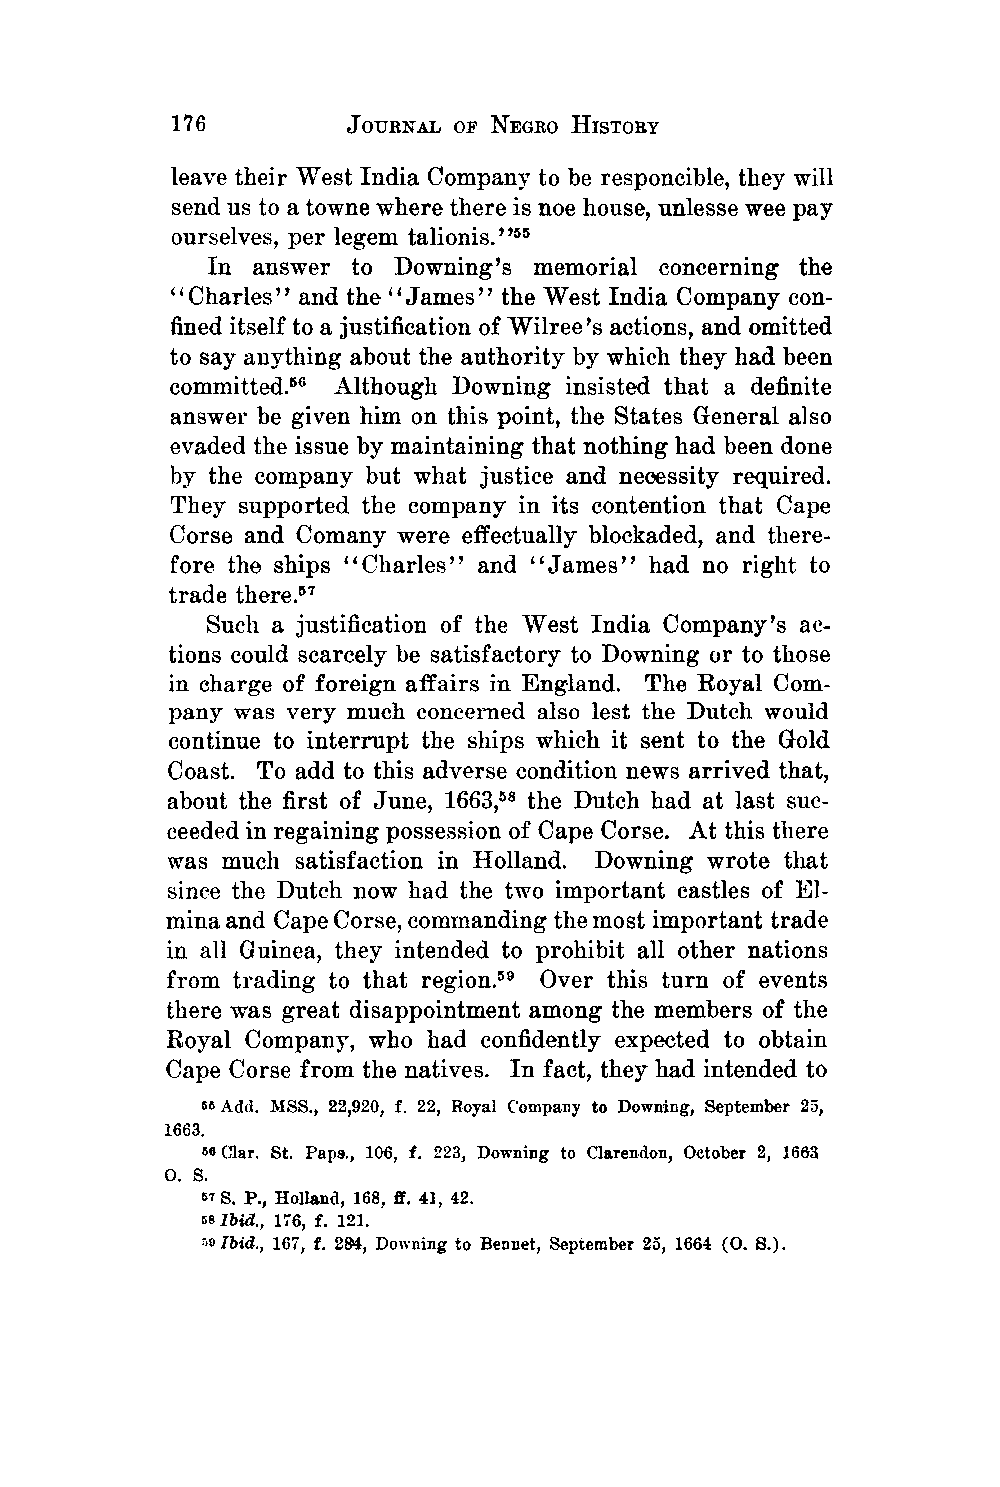 176 JOURNAL OF NEGRO HISTORY
leave their West India Company to be responcible, they will
send us to a towne where there is noe house, unlesse wee pay
ourselves, per legem talionis.’’55
In answer to Downing’s memorial concerning the
‘‘Charles’’ and the ‘‘James’’ the West India Company con-
fined itself to a justification of Wilree’s actions, and omitted
to say anything about the authority by which they had been
committed.56 Although Downing insisted that a definite
answer be given him on this point, the States General also
evaded the issue by maintaining that nothing had been done
by the company but what justice and necessity required.
They supported the company in its contention that Cape
Corse and Comany were effectually blockaded, and there-
fore the ships ‘‘Charles’’ and ‘‘James’’ had no right to
trade there.57
Such a justification of the West India Company’s ac-
tions could scarcely be satisfactory to Downing or to those
in charge of foreign affairs in England. The Royal Com-
pany was very much concerned also lest the Dutch would
continue to interrupt the ships which it sent to the Gold
Coast. To add to this adverse condition news arrived that,
about the first of June, 1663,58 the Dutch had at last suc-
ceeded in regaining possession of Cape Corse. At this there
was much satisfaction in Holland. Downing wrote that
since the Dutch now had the two important castles of El-
mina and Cape Corse, commanding the most important trade
in all Guinea, they intended to prohibit all other nations
from trading to that region.59 Over this turn of events
there was great disappointment among the members of the
Royal Company, who had confidently expected to obtain
Cape Corse from the natives. In fact, they had intended to
55 Add. MSS., 22,920, f. 22, Royal Company to Downing, September 25,
1663.
56 Clar. St. Paps., 106, f. 223, Downing to Clarendon, October 2, 1663
O. S.
57 S. P., Holland, 168, ff. 41, 42.
58 Ibid., 176, f. 121.
59 Ibid., 167, f. 284, Downing to Bennet, September 25, 1664 (O. S.).